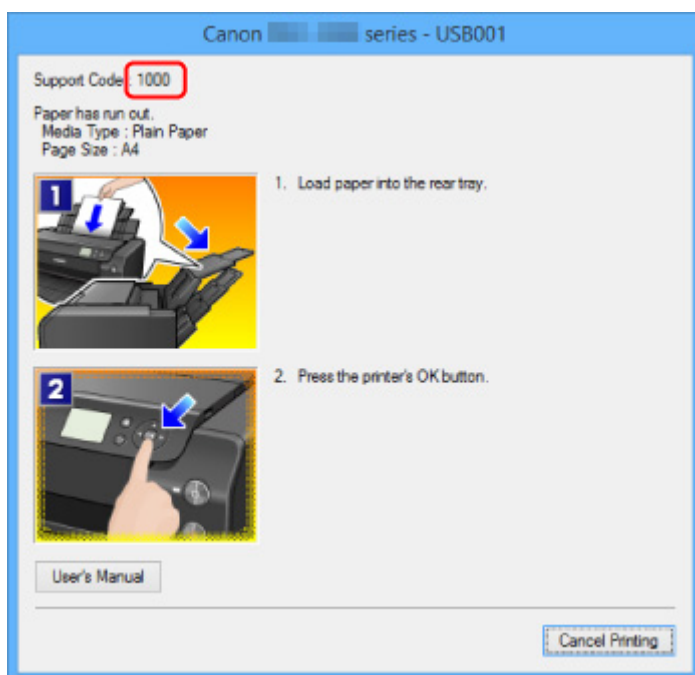 Canon series - USB001
Support Code : 1000
Paper has run out.
Media Type : Plain Paper
Page Size : A4
1
1. Load paper into the rear tray.
2
2. Press the printer's OK button.
User's Manual
Cancel Printing